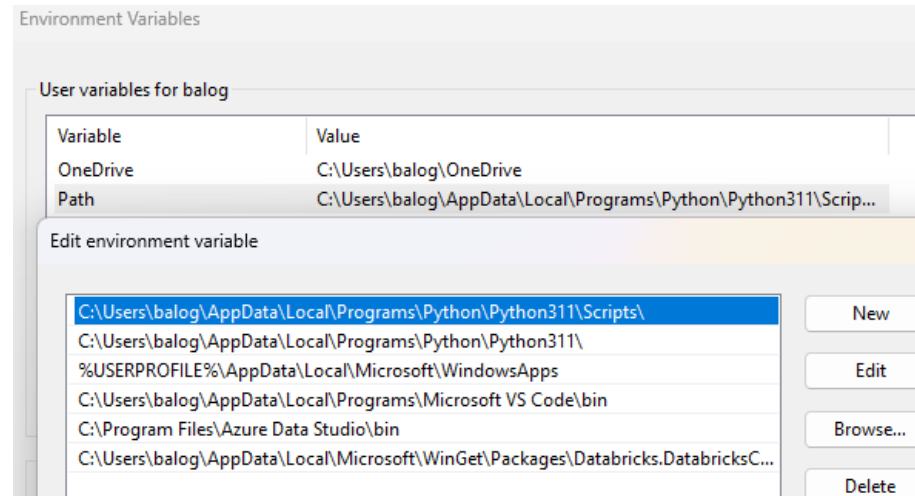 Environment Variables
User variables for balog
Variable Value
OneDrive C:\Users\balog\OneDrive
Path C:\Users\balog\AppData\Local\Programs\Python\Python311\Scrip...
Edit environment variable
C:\Users\balog\AppData\Local\Programs\Python\Python311\Scripts\
New
C:\Users\balog\AppData\Local\Programs\Python\Python311\
%USERPROFILE%\AppData\Local\Microsoft\WindowsApps
Edit
C:\Users\balog\AppData\Local\Programs\Microsoft VS Code\bin
C:\Program Files\Azure Data Studio\bin
Browse...
C:\Users\balog\AppData\Local\Microsoft\WinGet\Packages\Databricks.DatabricksC...
Delete